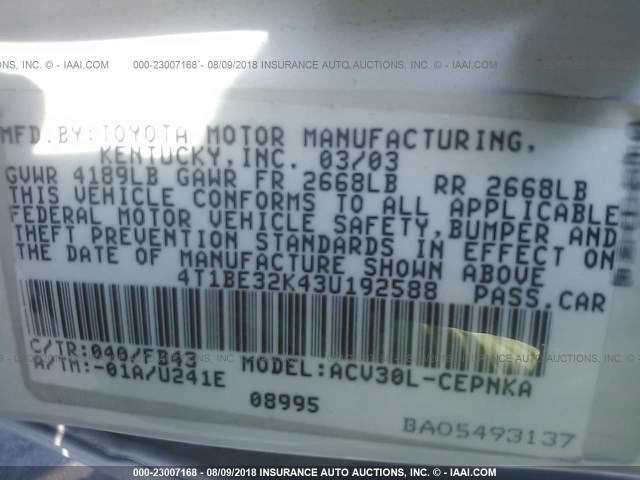 INC. © - IAAI.COM 000-23007168 - 08/09/2018 INSURANCE AUTO AUCTIONS, INC. © - IAAI.COM
MFD.BY:TOYOTA MOTOR MANUFACTURING,
KENTUCKY,INC. 03/03
GVWR 4189LB GAWR FR 2668LB RR 2668LB
THIS VEHICLE CONFORMS TO ALL APPLICABLE
FEDERAL MOTOR VEHICLE SAFETY,BUMPER AND
THEFT PREVENTION STANDARDS IN EFFECT ON
THE DATE OF MANUFACTURE SHOWN ABOVE
4T1BE32K43U192588 PASS.CAR
C/TR:040/FA13
A/TM:-01A/U241E MODEL:ACV30L-CEPNKA
08995
BA05493137
INC. © - IAAI.COM 000-23007168 - 08/09/2018 INSURANCE AUTO AUCTIONS, INC. © - IAAI.COM